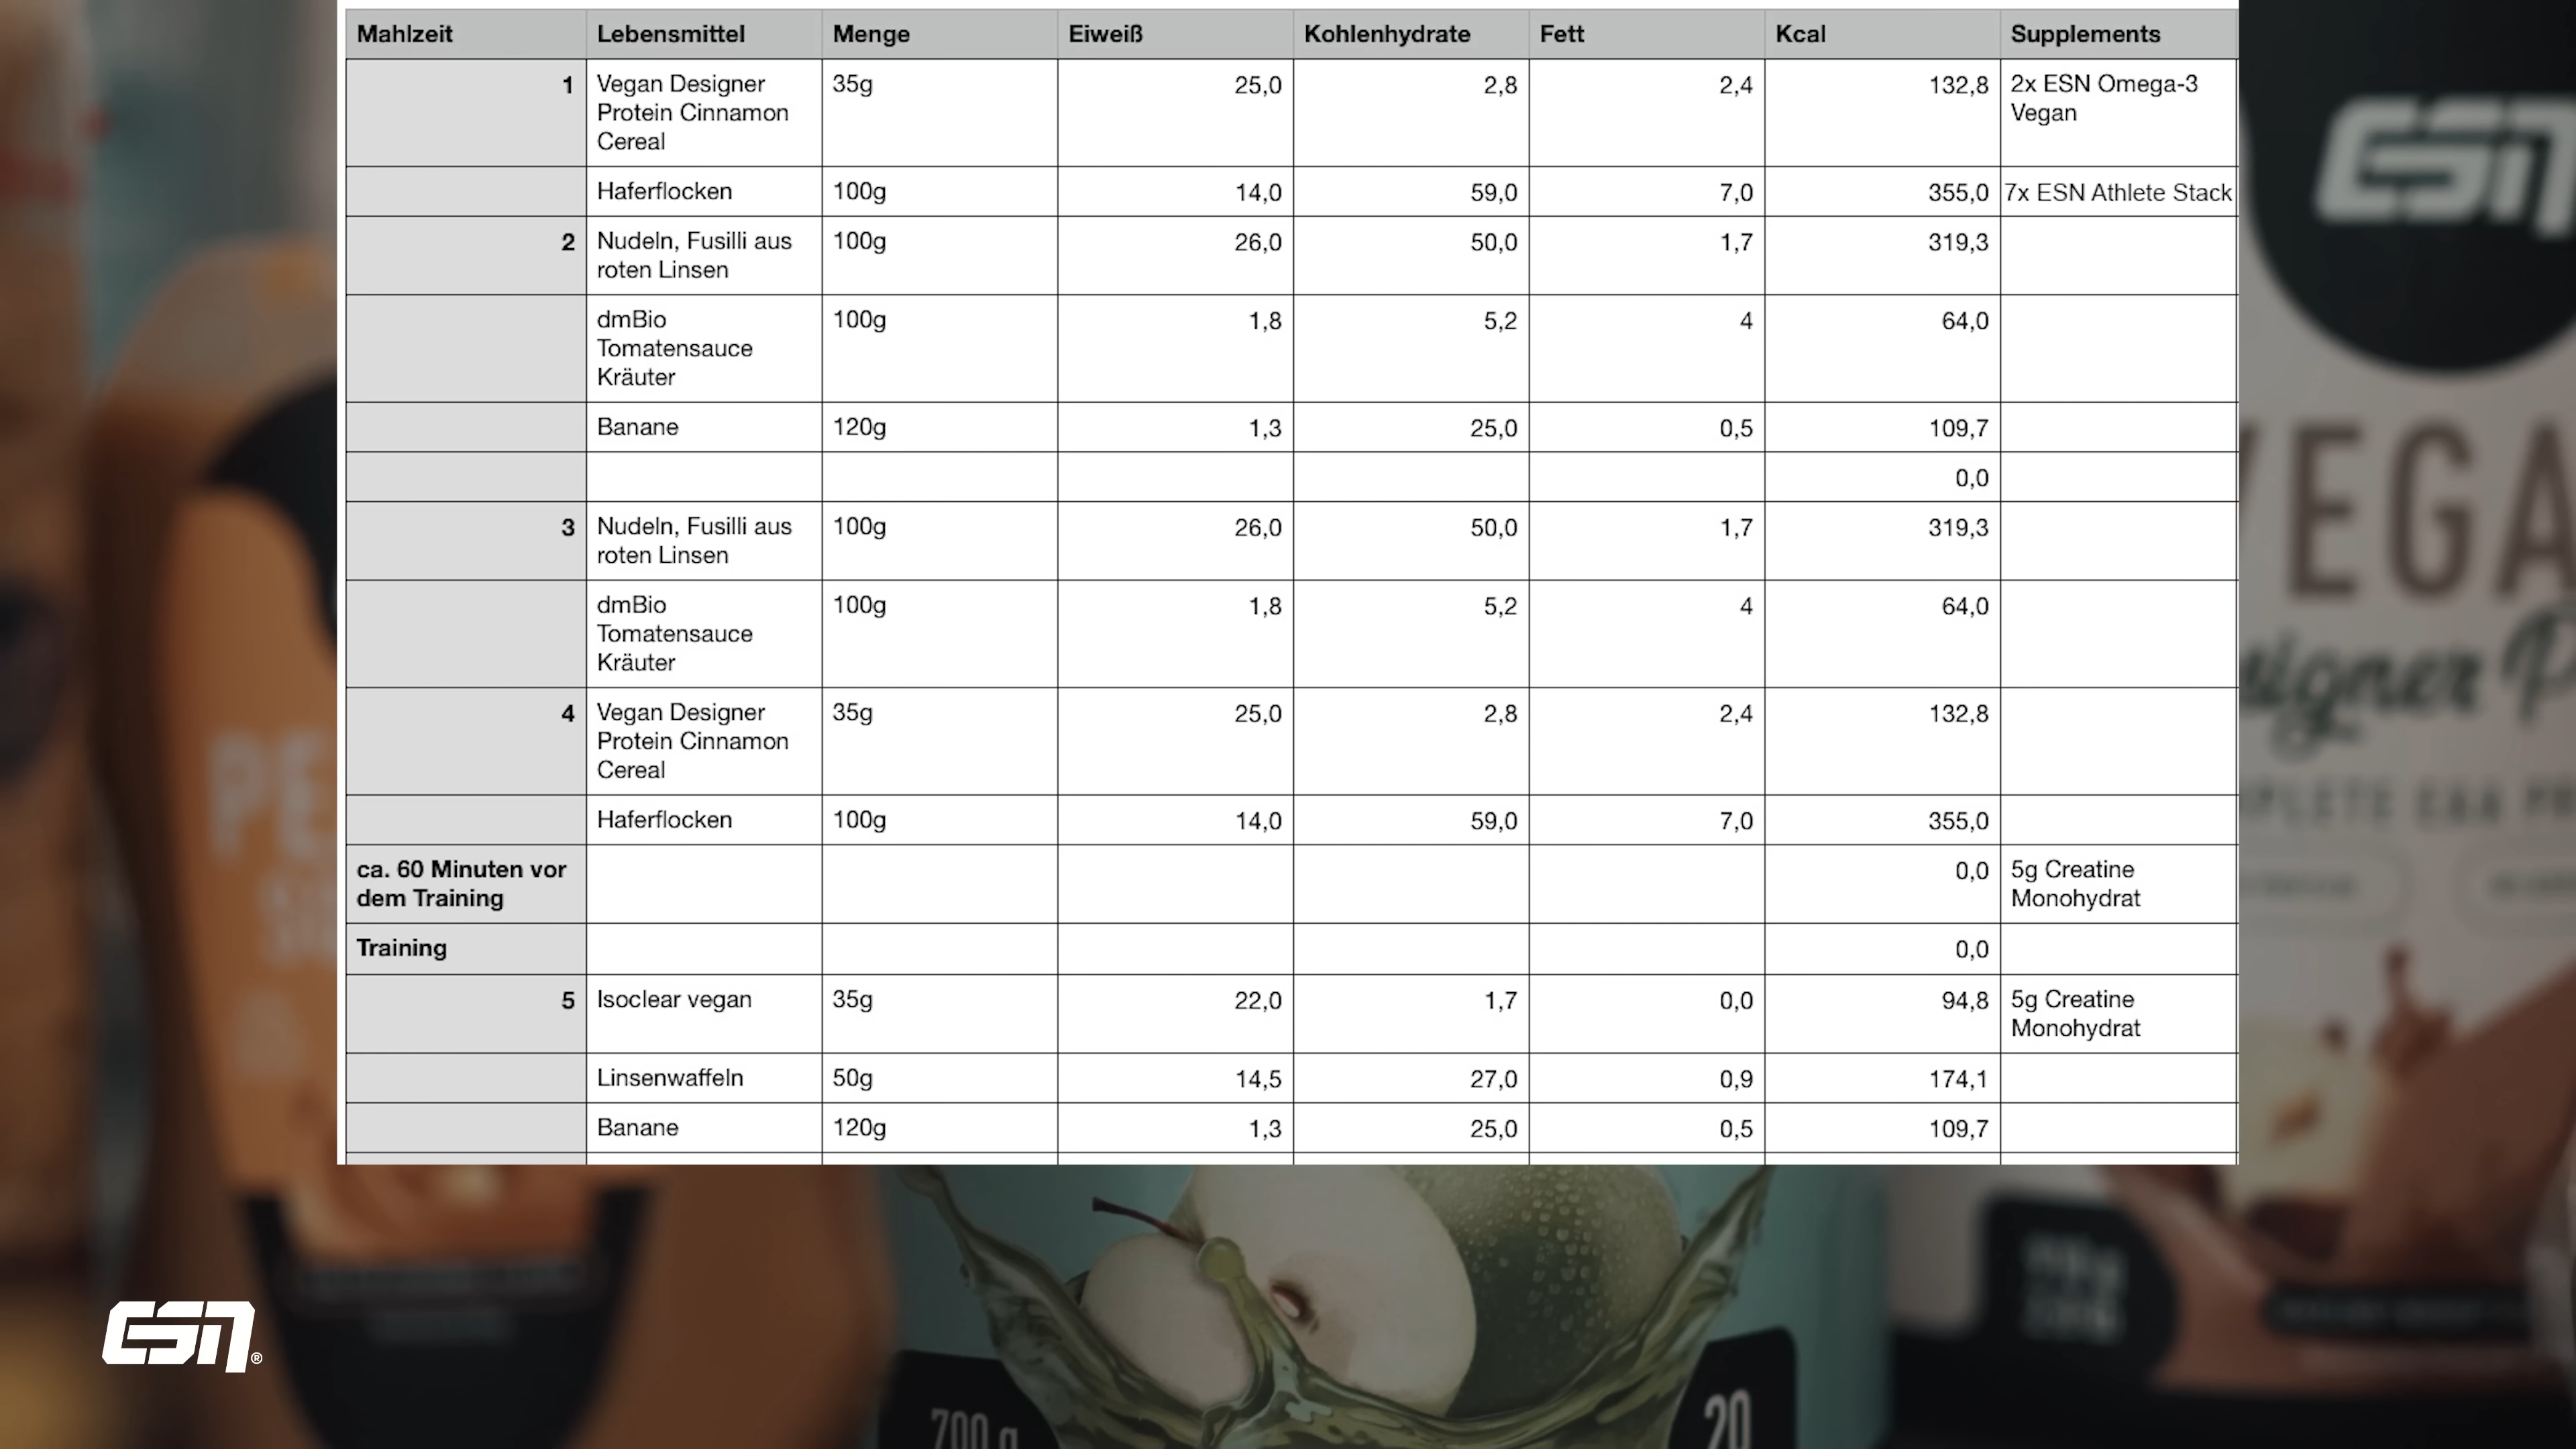 Mahlzeit Lebensmittel Menge Eiweiß Kohlenhydrate Fett Kcal Supplements
1 Vegan Designer Protein Cinnamon Cereal 35g 25,0 2,8 2,4 132,8 2x ESN Omega-3 Vegan
Haferflocken 100g 14,0 59,0 7,0 355,0 7x ESN Athlete Stack
2 Nudeln, Fusilli aus roten Linsen 100g 26,0 50,0 1,7 319,3
dmBio Tomatensauce Kräuter 100g 1,8 5,2 4 64,0
Banane 120g 1,3 25,0 0,5 109,7
0,0
3 Nudeln, Fusilli aus roten Linsen 100g 26,0 50,0 1,7 319,3
dmBio Tomatensauce Kräuter 100g 1,8 5,2 4 64,0
4 Vegan Designer Protein Cinnamon Cereal 35g 25,0 2,8 2,4 132,8
Haferflocken 100g 14,0 59,0 7,0 355,0
ca. 60 Minuten vor dem Training 0,0 5g Creatine Monohydrat
Training 0,0
5 Isoclear vegan 35g 22,0 1,7 0,0 94,8 5g Creatine Monohydrat
Linsenwaffeln 50g 14,5 27,0 0,9 174,1
Banane 120g 1,3 25,0 0,5 109,7
ESN
VEGA
ESN®
700 g
20